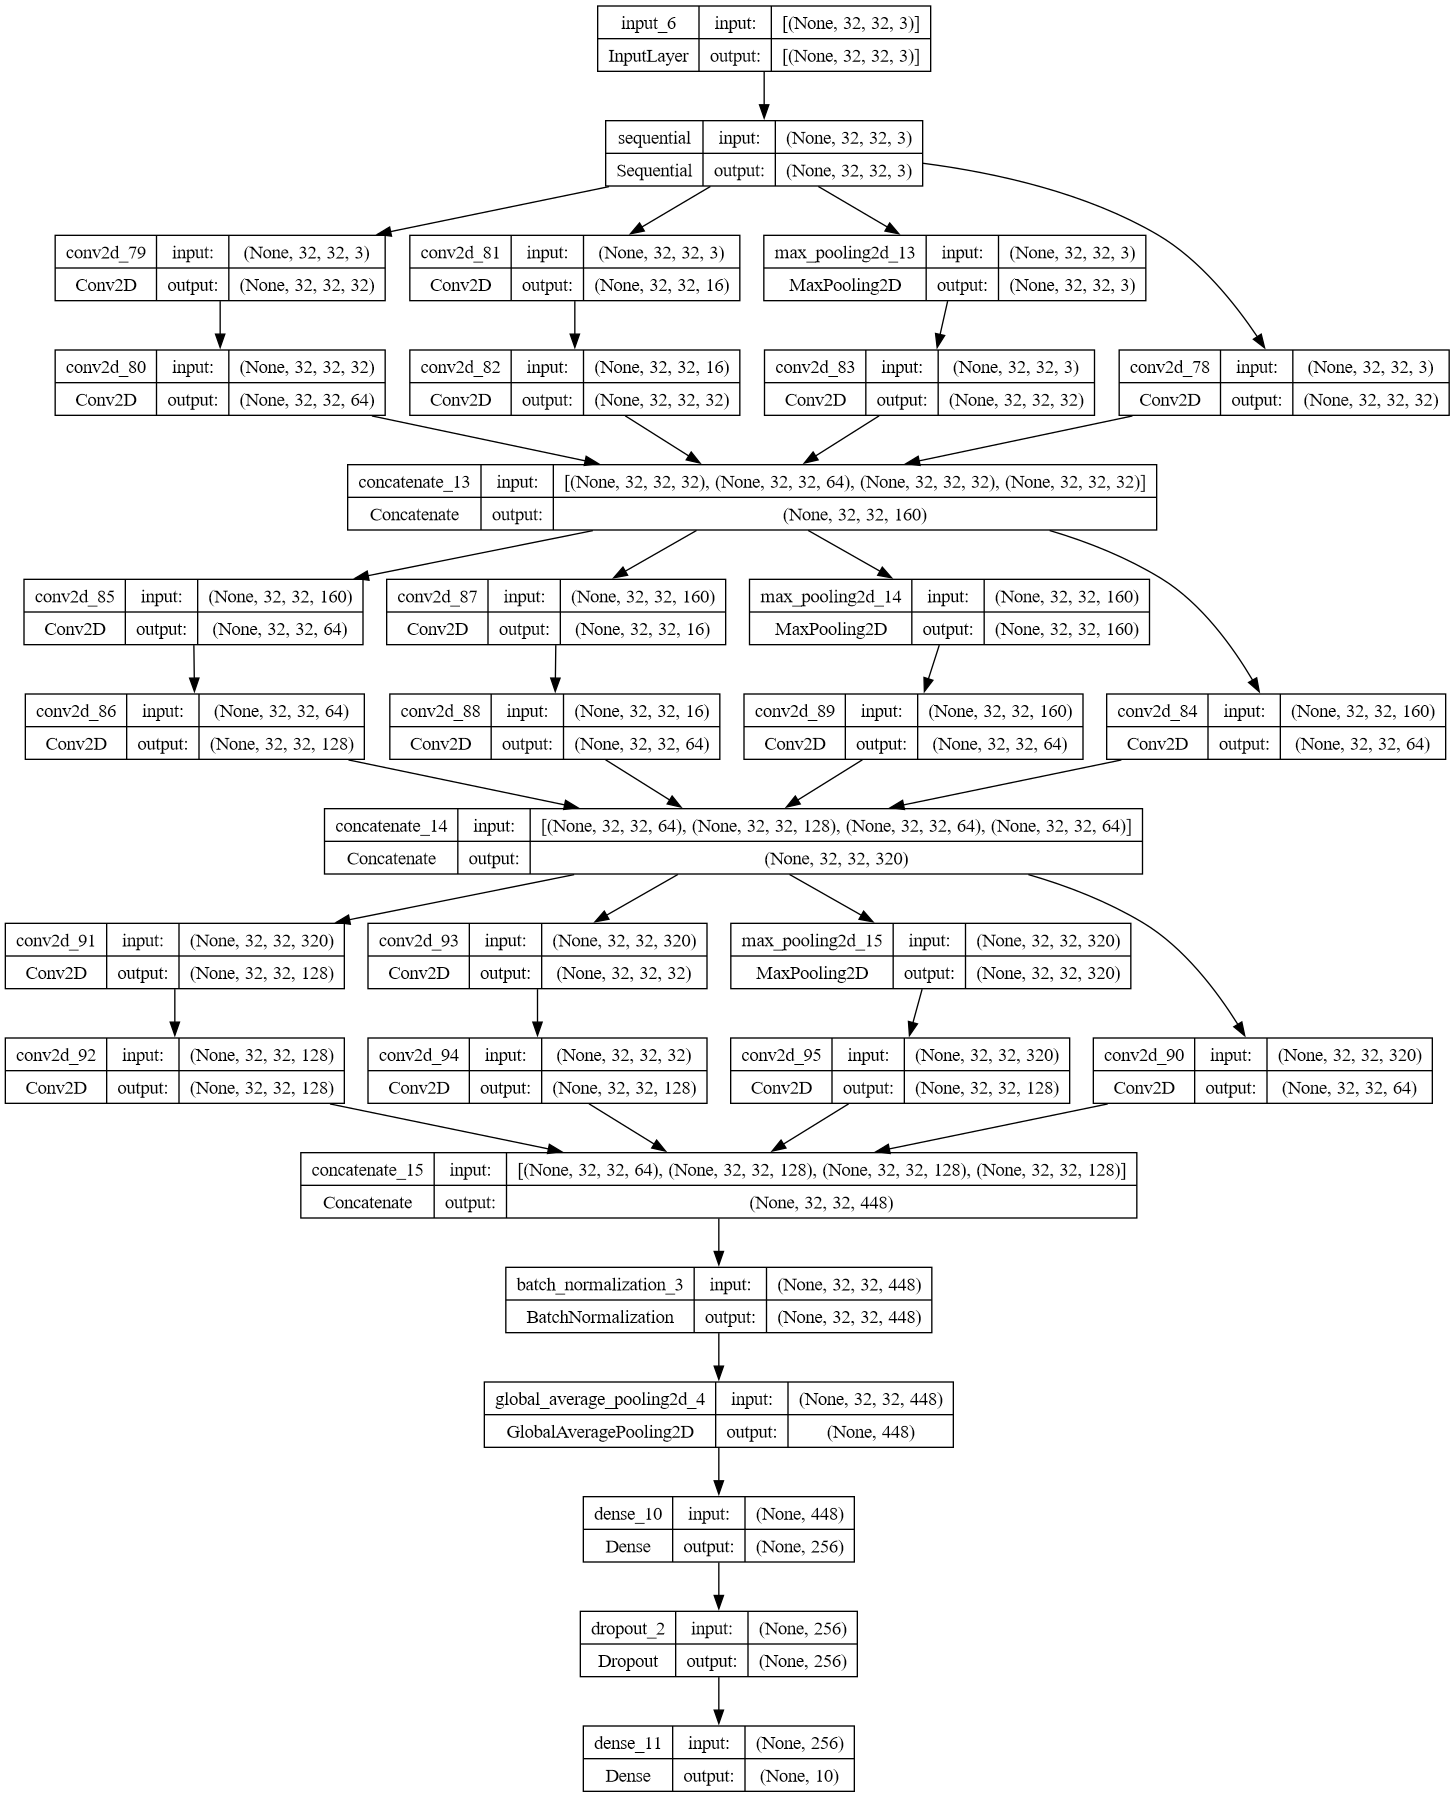 input_6 input: [(None, 32, 32, 3)]
InputLayer output: [(None, 32, 32, 3)]
sequential input: (None, 32, 32, 3)
Sequential output: (None, 32, 32, 3)
conv2d_79 input: (None, 32, 32, 3)
Conv2D output: (None, 32, 32, 32)
conv2d_81 input: (None, 32, 32, 3)
Conv2D output: (None, 32, 32, 16)
max_pooling2d_13 input: (None, 32, 32, 3)
MaxPooling2D output: (None, 32, 32, 3)
conv2d_80 input: (None, 32, 32, 32)
Conv2D output: (None, 32, 32, 64)
conv2d_82 input: (None, 32, 32, 16)
Conv2D output: (None, 32, 32, 32)
conv2d_83 input: (None, 32, 32, 3)
Conv2D output: (None, 32, 32, 32)
conv2d_78 input: (None, 32, 32, 3)
Conv2D output: (None, 32, 32, 32)
concatenate_13 input: [(None, 32, 32, 32), (None, 32, 32, 64), (None, 32, 32, 32), (None, 32, 32, 32)]
Concatenate output: (None, 32, 32, 160)
conv2d_85 input: (None, 32, 32, 160)
Conv2D output: (None, 32, 32, 64)
conv2d_87 input: (None, 32, 32, 160)
Conv2D output: (None, 32, 32, 16)
max_pooling2d_14 input: (None, 32, 32, 160)
MaxPooling2D output: (None, 32, 32, 160)
conv2d_86 input: (None, 32, 32, 64)
Conv2D output: (None, 32, 32, 128)
conv2d_88 input: (None, 32, 32, 16)
Conv2D output: (None, 32, 32, 64)
conv2d_89 input: (None, 32, 32, 160)
Conv2D output: (None, 32, 32, 64)
conv2d_84 input: (None, 32, 32, 160)
Conv2D output: (None, 32, 32, 64)
concatenate_14 input: [(None, 32, 32, 64), (None, 32, 32, 128), (None, 32, 32, 64), (None, 32, 32, 64)]
Concatenate output: (None, 32, 32, 320)
conv2d_91 input: (None, 32, 32, 320)
Conv2D output: (None, 32, 32, 128)
conv2d_93 input: (None, 32, 32, 320)
Conv2D output: (None, 32, 32, 32)
max_pooling2d_15 input: (None, 32, 32, 320)
MaxPooling2D output: (None, 32, 32, 320)
conv2d_92 input: (None, 32, 32, 128)
Conv2D output: (None, 32, 32, 128)
conv2d_94 input: (None, 32, 32, 32)
Conv2D output: (None, 32, 32, 128)
conv2d_95 input: (None, 32, 32, 320)
Conv2D output: (None, 32, 32, 128)
conv2d_90 input: (None, 32, 32, 320)
Conv2D output: (None, 32, 32, 64)
concatenate_15 input: [(None, 32, 32, 64), (None, 32, 32, 128), (None, 32, 32, 128), (None, 32, 32, 128)]
Concatenate output: (None, 32, 32, 448)
batch_normalization_3 input: (None, 32, 32, 448)
BatchNormalization output: (None, 32, 32, 448)
global_average_pooling2d_4 input: (None, 32, 32, 448)
GlobalAveragePooling2D output: (None, 448)
dense_10 input: (None, 448)
Dense output: (None, 256)
dropout_2 input: (None, 256)
Dropout output: (None, 256)
dense_11 input: (None, 256)
Dense output: (None, 10)